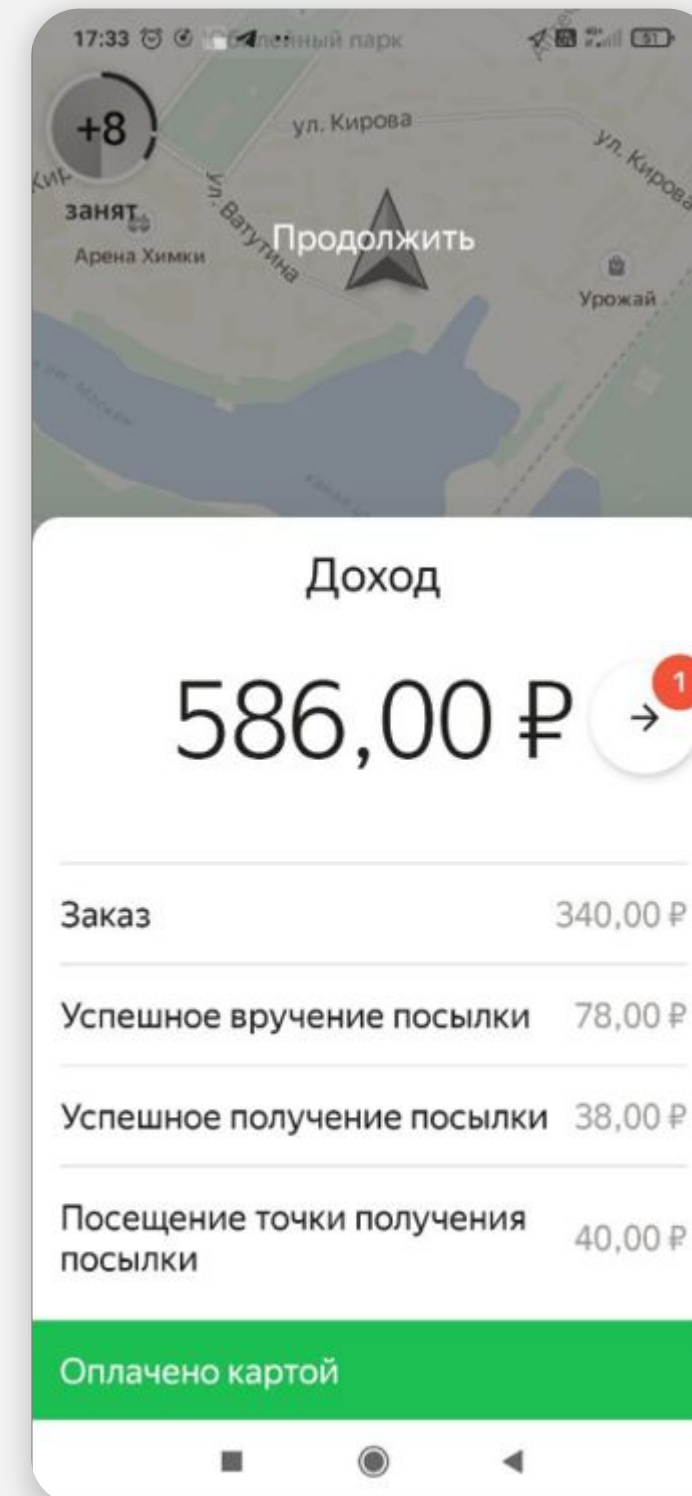 17:33
ный парк
+8
ул. Кирова
ул. Кирова
занят
ул. Ватутина
Продолжить
Арена Химки
Урожай
Доход
586,00 ₽
→
1
Заказ 340,00 ₽
Успешное вручение посылки 78,00 ₽
Успешное получение посылки 38,00 ₽
Посещение точки получения
посылки 40,00 ₽
Оплачено картой